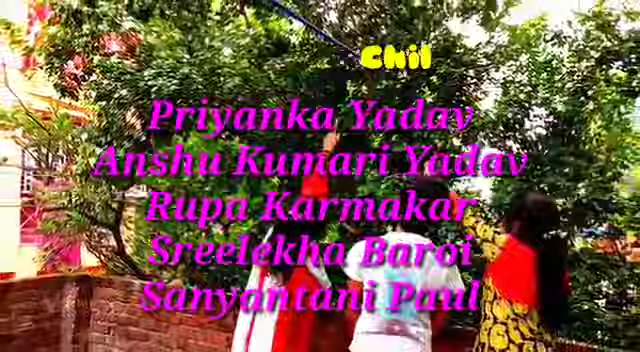 Chil
Priyanka Yadav
Anshu Kumari Yadav
Rupa Karmakar
Sreelekha Baroi
Sanyantani Paul